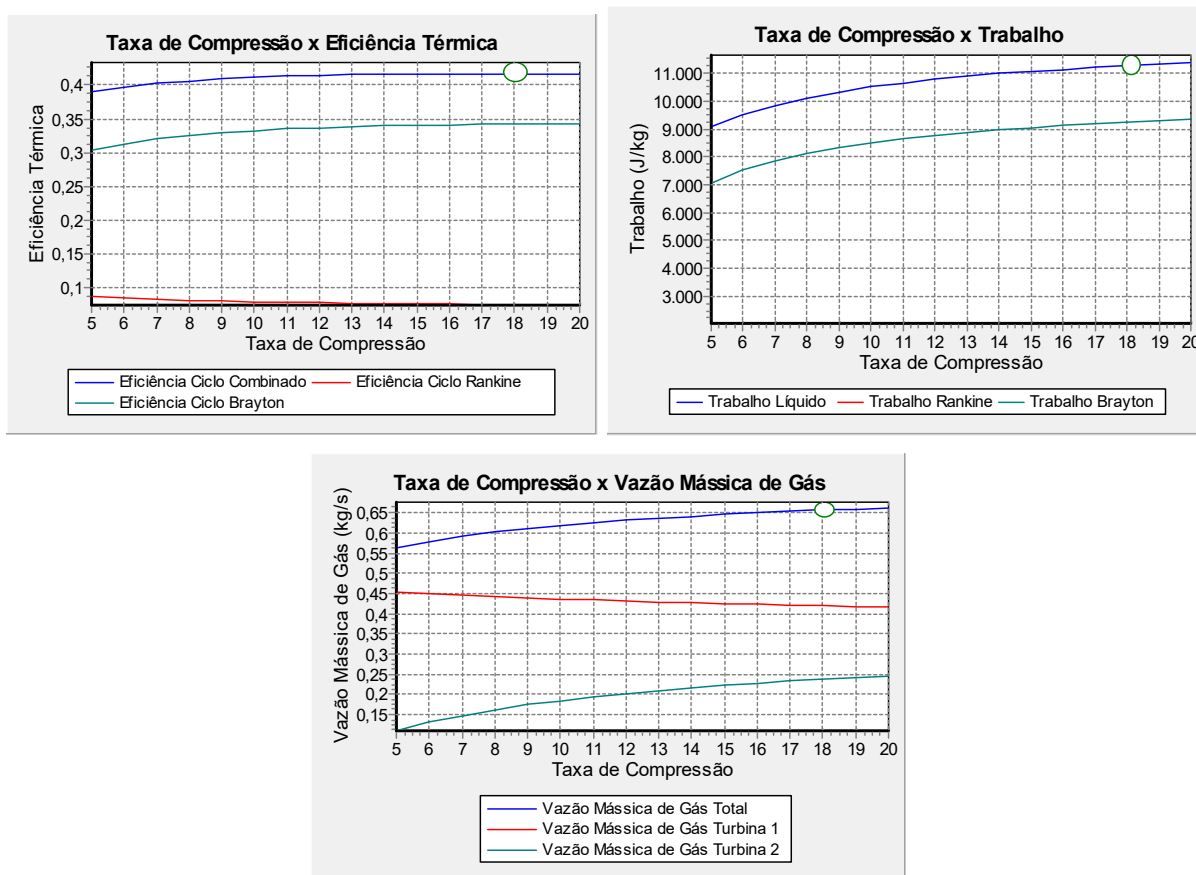 Taxa de Compressão x Eficiência Térmica
Eficiência Térmica
0,4
0,35
0,3
0,25
0,2
0,15
0,1
5 6 7 8 9 10 11 12 13 14 15 16 17 18 19 20
Taxa de Compressão
Eficiência Ciclo Combinado Eficiência Ciclo Rankine
Eficiência Ciclo Brayton
Taxa de Compressão x Trabalho
Trabalho (J/kg)
11.000
10.000
9.000
8.000
7.000
6.000
5.000
4.000
3.000
5 6 7 8 9 10 11 12 13 14 15 16 17 18 19 20
Taxa de Compressão
Trabalho Líquido Trabalho Rankine Trabalho Brayton
Taxa de Compressão x Vazão Mássica de Gás
Vazão Mássica de Gás (kg/s)
0,65
0,6
0,55
0,5
0,45
0,4
0,35
0,3
0,25
0,2
0,15
5 6 7 8 9 10 11 12 13 14 15 16 17 18 19 20
Taxa de Compressão
Vazão Mássica de Gás Total
Vazão Mássica de Gás Turbina 1
Vazão Mássica de Gás Turbina 2